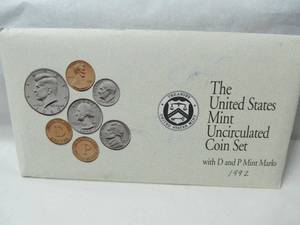 The
United States
Mint
Uncirculated
Coin Set
with D and P Mint Marks
1992
D
P